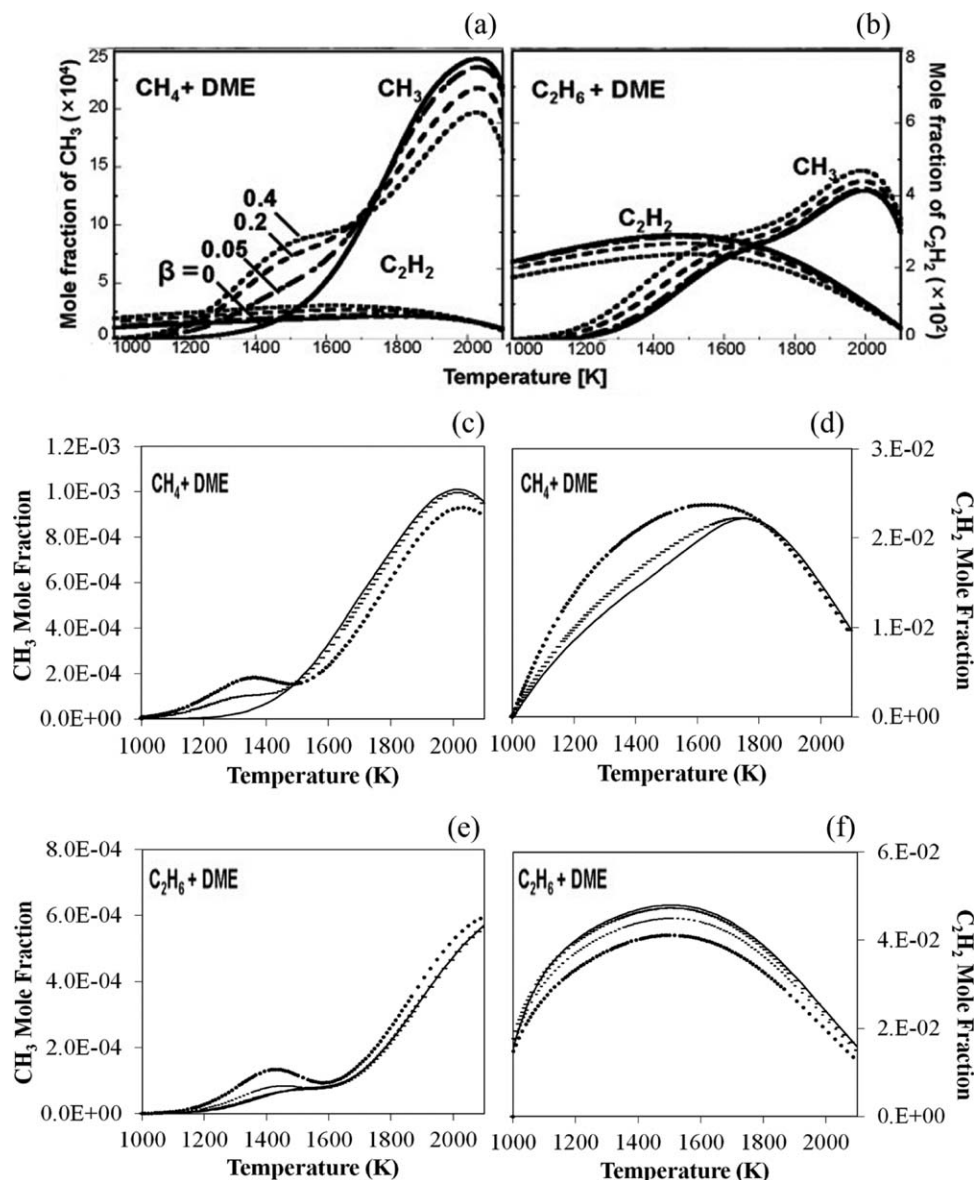 (a)
(b)
Mole fraction of CH₃ (×10⁴)
25
20
15
10
5
0
CH₄ + DME
CH₃
0.4
0.2
0.05
β = 0
C₂H₂
1000 1200 1400 1600 1800 2000
C₂H₆ + DME
CH₃
C₂H₂
8
6
4
2
0
Mole fraction of C₂H₂ (×10²)
1000 1200 1400 1600 1800 2000
Temperature [K]
(c)
CH₃ Mole Fraction
1.2E-03
1.0E-03
8.0E-04
6.0E-04
4.0E-04
2.0E-04
0.0E+00
CH₄ + DME
1000 1200 1400 1600 1800 2000
Temperature (K)
(d)
CH₄ + DME
3.E-02
2.E-02
1.E-02
0.E+00
C₂H₂ Mole Fraction
1000 1200 1400 1600 1800 2000
Temperature (K)
(e)
CH₃ Mole Fraction
8.0E-04
6.0E-04
4.0E-04
2.0E-04
0.0E+00
C₂H₆ + DME
1000 1200 1400 1600 1800 2000
Temperature (K)
(f)
C₂H₆ + DME
6.E-02
4.E-02
2.E-02
0.E+00
C₂H₂ Mole Fraction
1000 1200 1400 1600 1800 2000
Temperature (K)